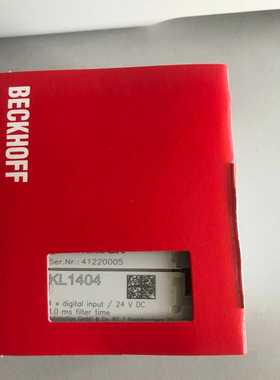 BECKHOFF
Ser.Nr.: 41220005
KL1404
4 × digital input / 24 V DC
3.0 ms filter time